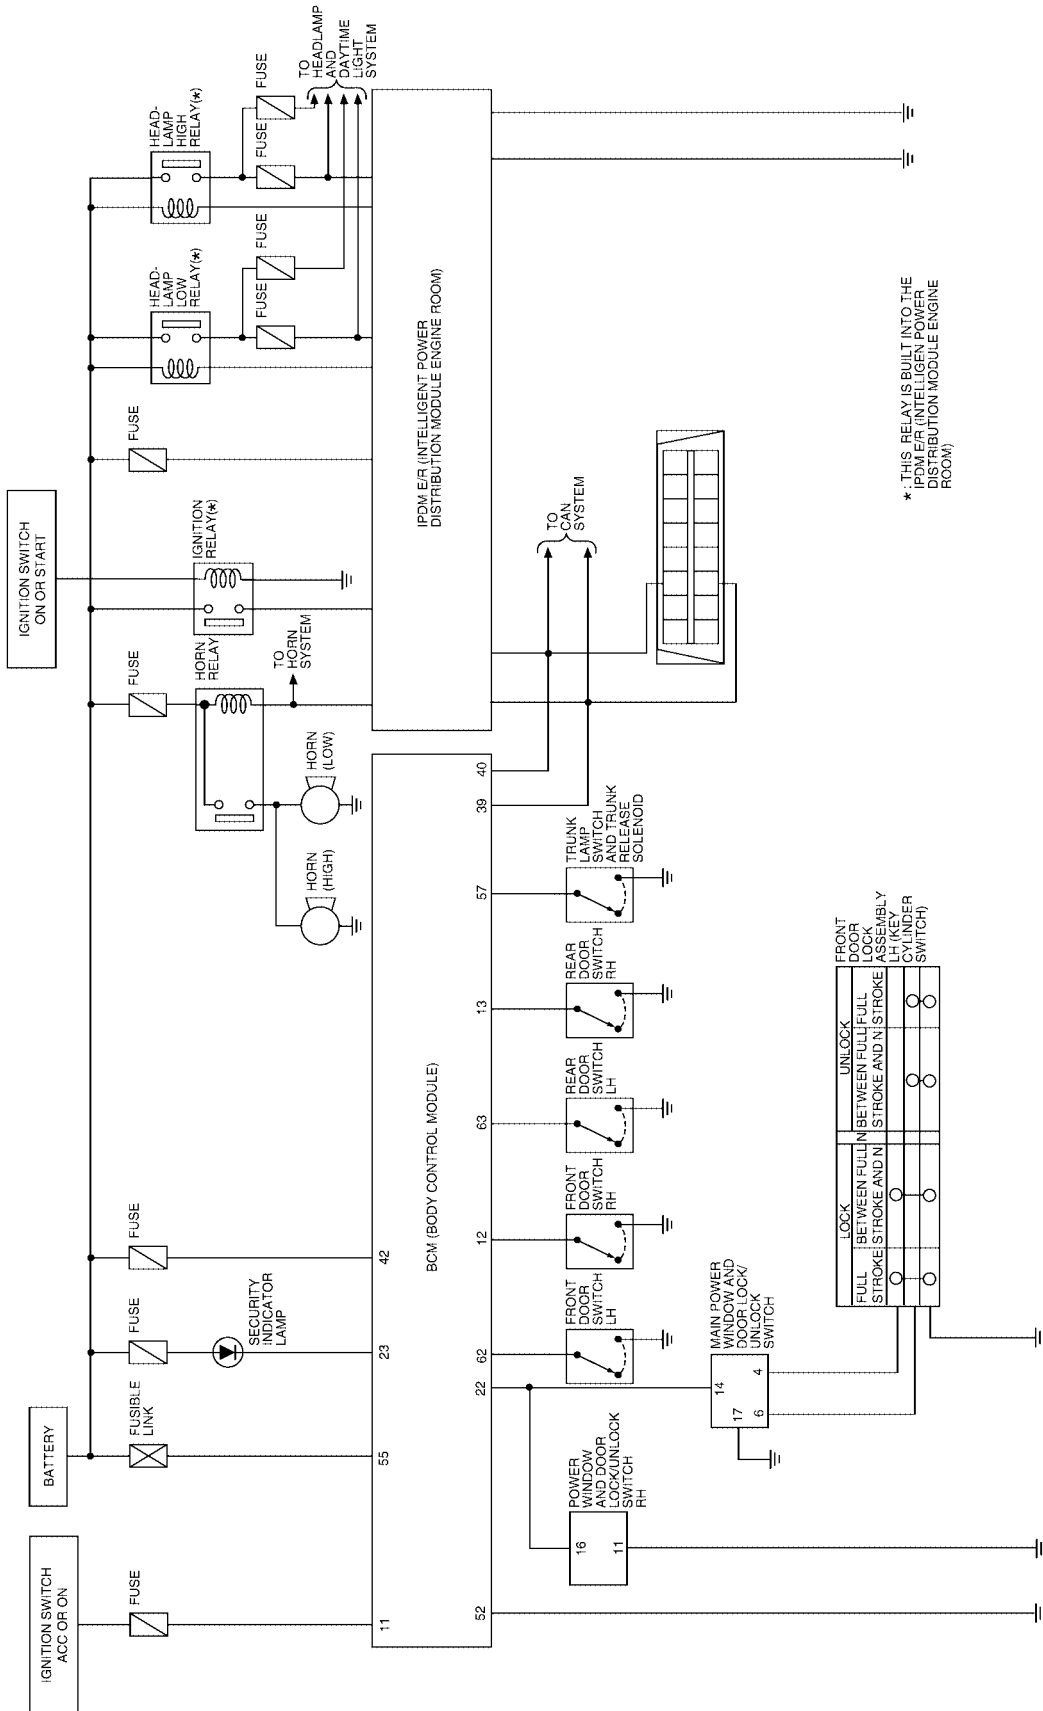 IGNITION SWITCH
ACC OR ON
BATTERY
IGNITION SWITCH
ON OR START
FUSE
FUSIBLE
LINK
FUSE
FUSE
FUSE
FUSE
SECURITY
INDICATOR
LAMP
HORN
RELAY
IGNITION
RELAY(*)
HEAD-
LAMP
LOW
RELAY(*)
HEAD-
LAMP
HIGH
RELAY(*)
FUSE
FUSE
FUSE
FUSE
TO
HORN
SYSTEM
TO
HEADLAMP
AND
DAYTIME
LIGHT
SYSTEM
HORN
(HIGH)
HORN
(LOW)
11
55
23
42
BCM (BODY CONTROL MODULE)
IPDM E/R (INTELLIGENT POWER
DISTRIBUTION MODULE ENGINE ROOM)
52
22
62
12
63
13
57
39
40
POWER
WINDOW
AND DOOR
LOCK/UNLOCK
SWITCH
RH
16
11
FRONT
DOOR
SWITCH
LH
FRONT
DOOR
SWITCH
RH
REAR
DOOR
SWITCH
LH
REAR
DOOR
SWITCH
RH
TRUNK
LAMP
SWITCH
AND TRUNK
RELEASE
SOLENOID
TO
CAN
SYSTEM
MAIN POWER
WINDOW AND
DOOR LOCK/
UNLOCK
SWITCH
14
17
6
4
LOCK
UNLOCK
FULL
STROKE
BETWEEN FULL
STROKE AND N
N
BETWEEN FULL
STROKE AND N
FULL
STROKE
FRONT
DOOR
LOCK
ASSEMBLY
LH (KEY
CYLINDER
SWITCH)
*: THIS RELAY IS BUILT INTO THE
IPDM E/R (INTELLIGEN POWER
DISTRIBUTION MODULE ENGINE
ROOM)